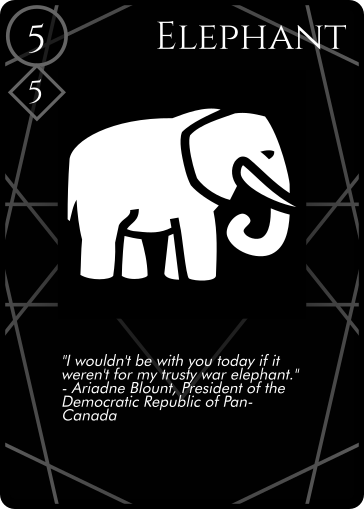 5
ELEPHANT
5
"I wouldn't be with you today if it
weren't for my trusty war elephant."
- Ariadne Blount, President of the
Democratic Republic of Pan-
Canada